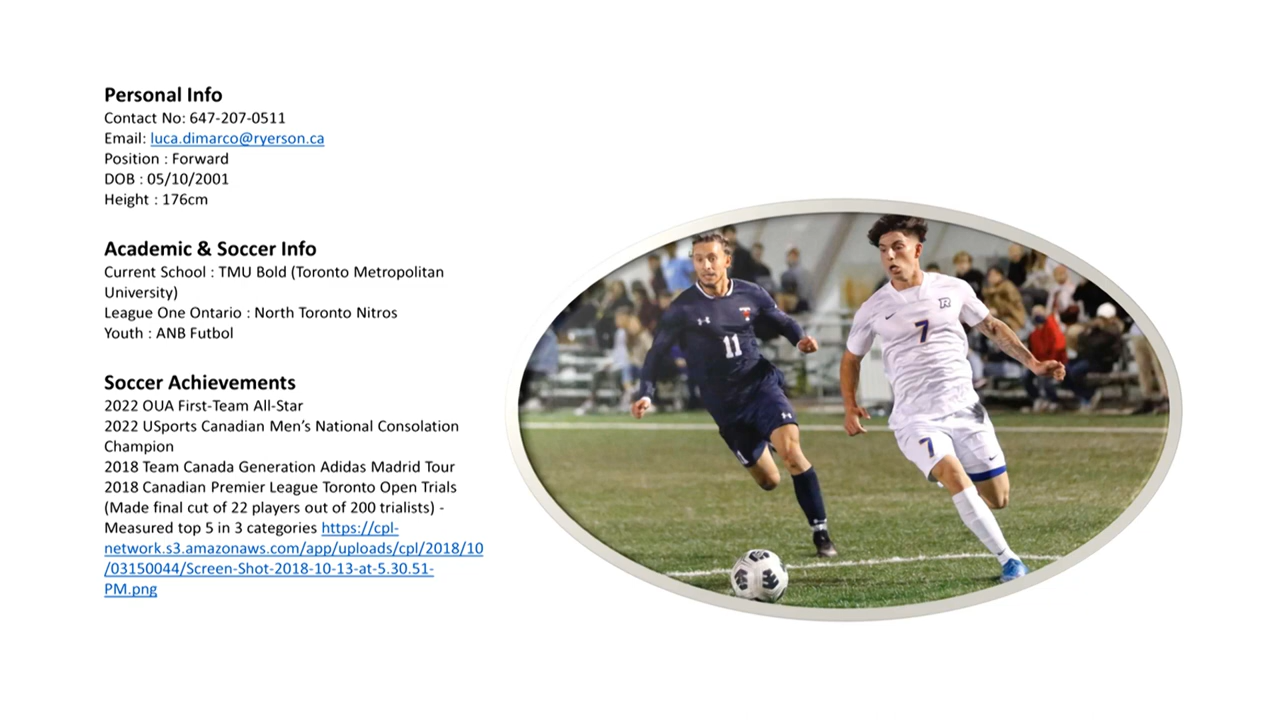 Personal Info
Contact No: 647-207-0511
Email: luca.dimarco@ryerson.ca
Position : Forward
DOB : 05/10/2001
Height : 176cm
Academic & Soccer Info
Current School : TMU Bold (Toronto Metropolitan
University)
League One Ontario : North Toronto Nitros
Youth : ANB Futbol
Soccer Achievements
2022 OUA First-Team All-Star
2022 USports Canadian Men’s National Consolation
Champion
2018 Team Canada Generation Adidas Madrid Tour
2018 Canadian Premier League Toronto Open Trials
(Made final cut of 22 players out of 200 trialists) -
Measured top 5 in 3 categories https://cpl-
network.s3.amazonaws.com/app/uploads/cpl/2018/10
/03150044/Screen-Shot-2018-10-13-at-5.30.51-
PM.png
T
11
R
7
7